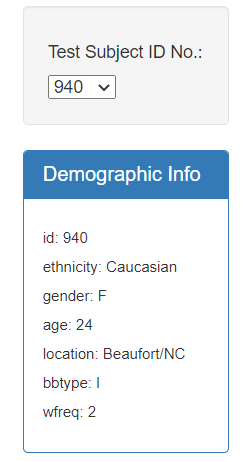 Test Subject ID No.:
940
Demographic Info
id: 940
ethnicity: Caucasian
gender: F
age: 24
location: Beaufort/NC
bbtype: I
wfreq: 2